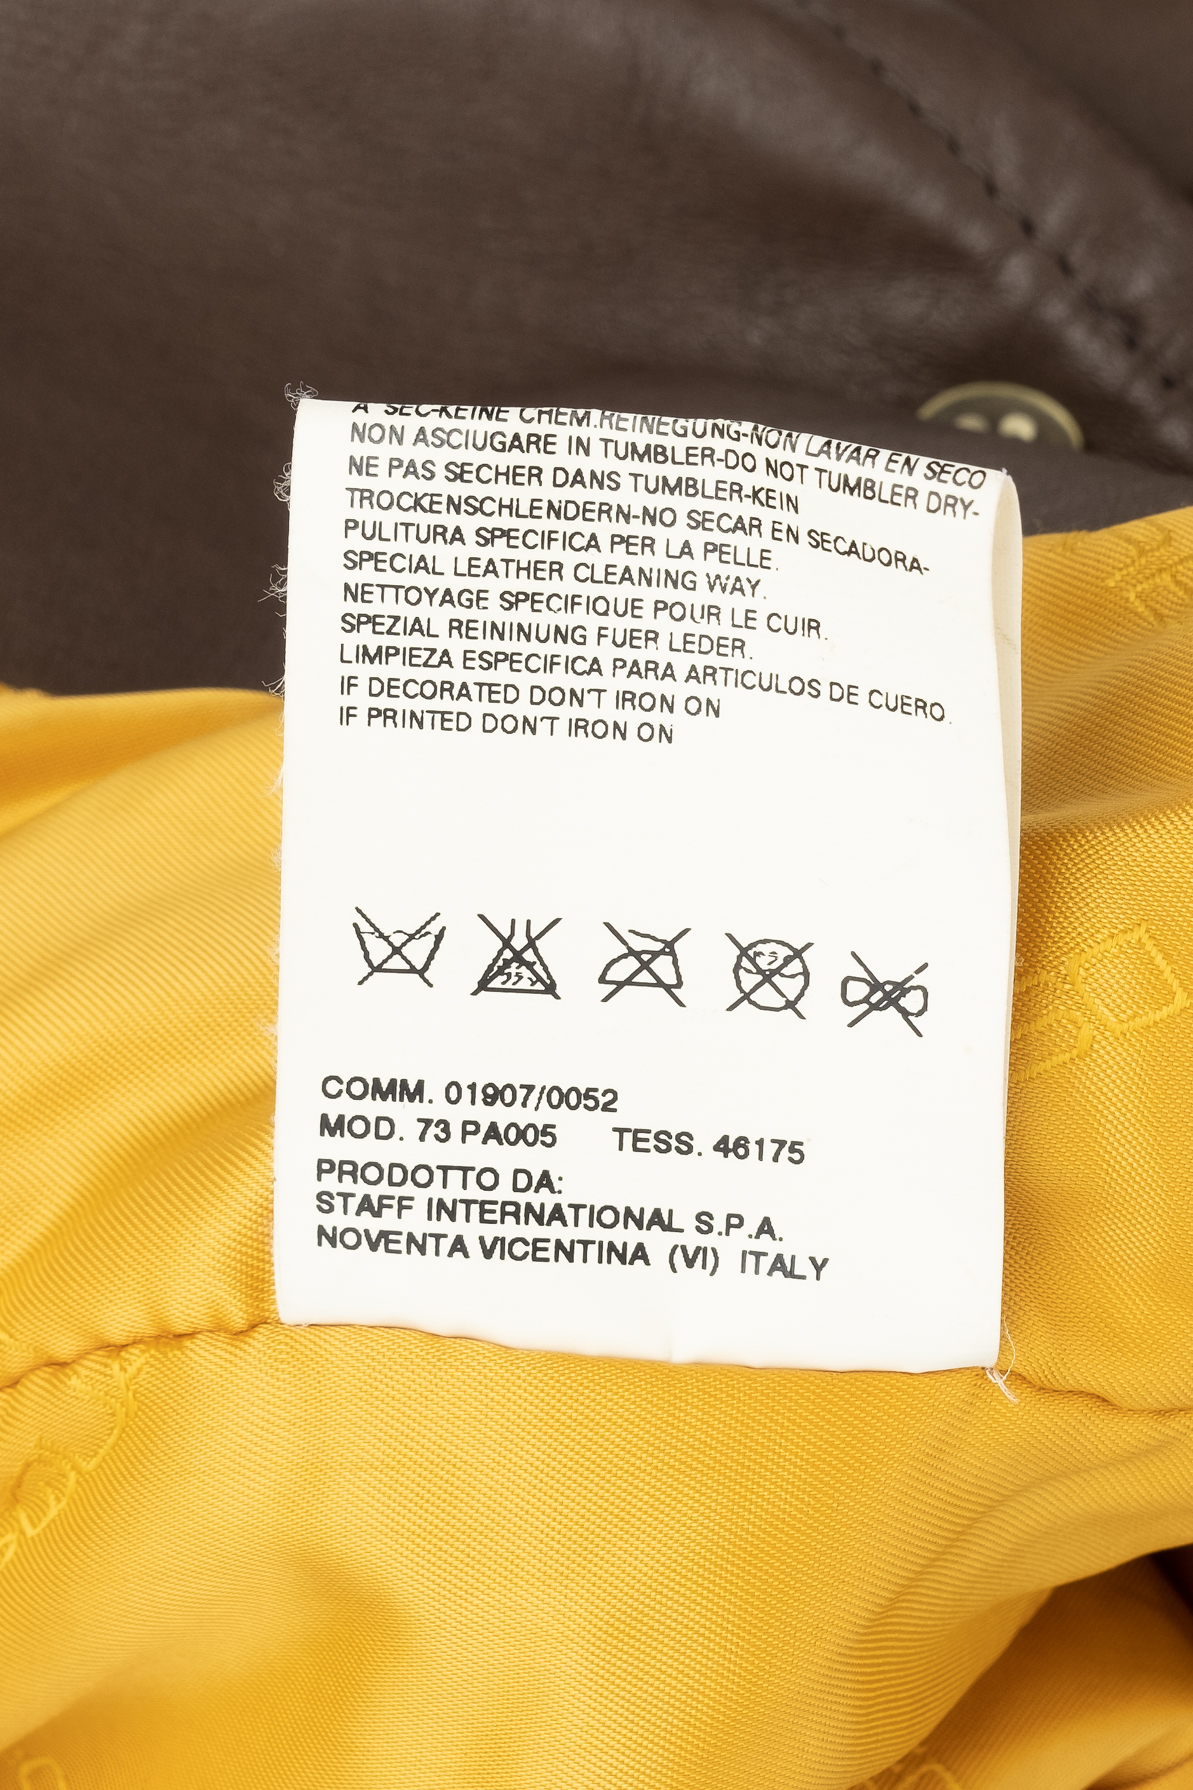 A SEC-KEINE CHEM.REINEGUNG-NON LAVAR EN SECO
NON ASCIUGARE IN TUMBLER-DO NOT TUMBLER DRY-
NE PAS SECHER DANS TUMBLER-KEIN
TROCKENSCHLENDERN-NO SECAR EN SECADORA-
PULITURA SPECIFICA PER LA PELLE.
SPECIAL LEATHER CLEANING WAY.
NETTOYAGE SPECIFIQUE POUR LE CUIR.
SPEZIAL REININUNG FUER LEDER.
LIMPIEZA ESPECIFICA PARA ARTICULOS DE CUERO.
IF DECORATED DON'T IRON ON
IF PRINTED DON'T IRON ON
COMM. 01907/0052
MOD. 73 PA005 TESS. 46175
PRODOTTO DA:
STAFF INTERNATIONAL S.P.A.
NOVENTA VICENTINA (VI) ITALY